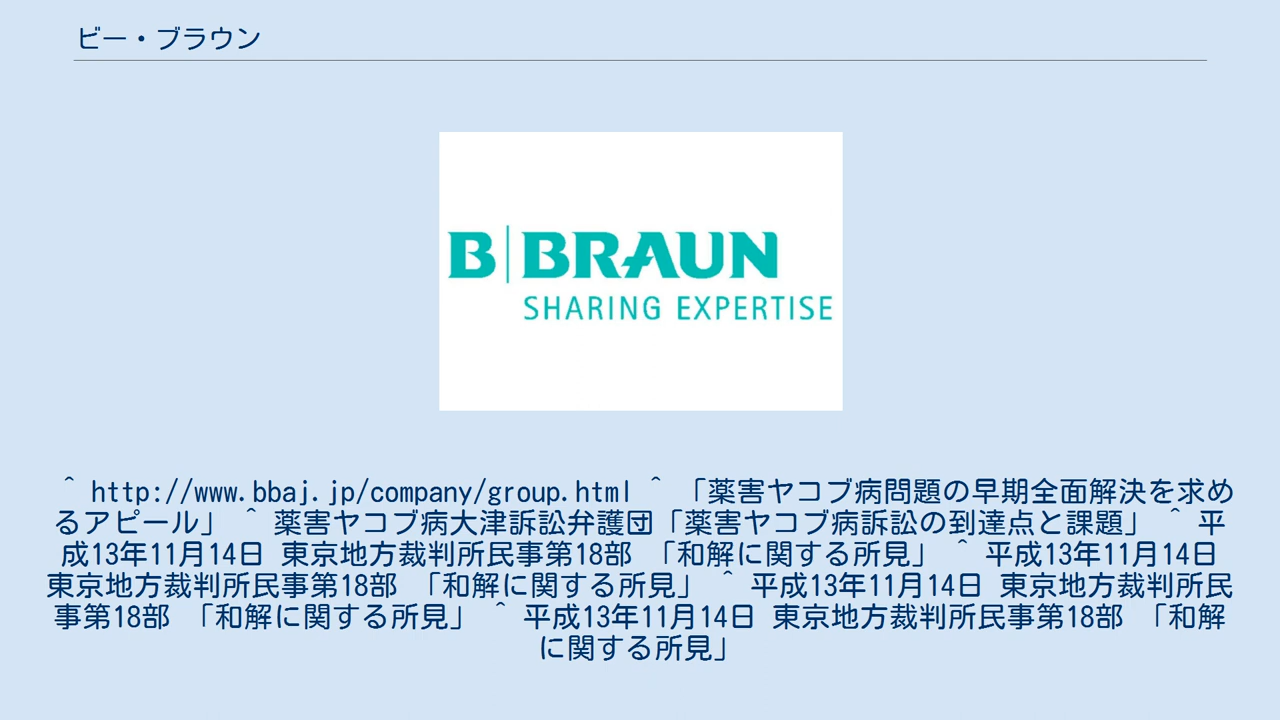 ビー・ブラウン
B BRAUN
SHARING EXPERTISE
^ http://www.bbaj.jp/company/group.html ^ 「薬害ヤコブ病問題の早期全面解決を求め
るアピール」 ^ 薬害ヤコブ病大津訴訟弁護団「薬害ヤコブ病訴訟の到達点と課題」 ^ 平
成13年11月14日 東京地方裁判所民事第18部 「和解に関する所見」 ^ 平成13年11月14日
東京地方裁判所民事第18部 「和解に関する所見」 ^ 平成13年11月14日 東京地方裁判所民
事第18部 「和解に関する所見」 ^ 平成13年11月14日 東京地方裁判所民事第18部 「和解
に関する所見」